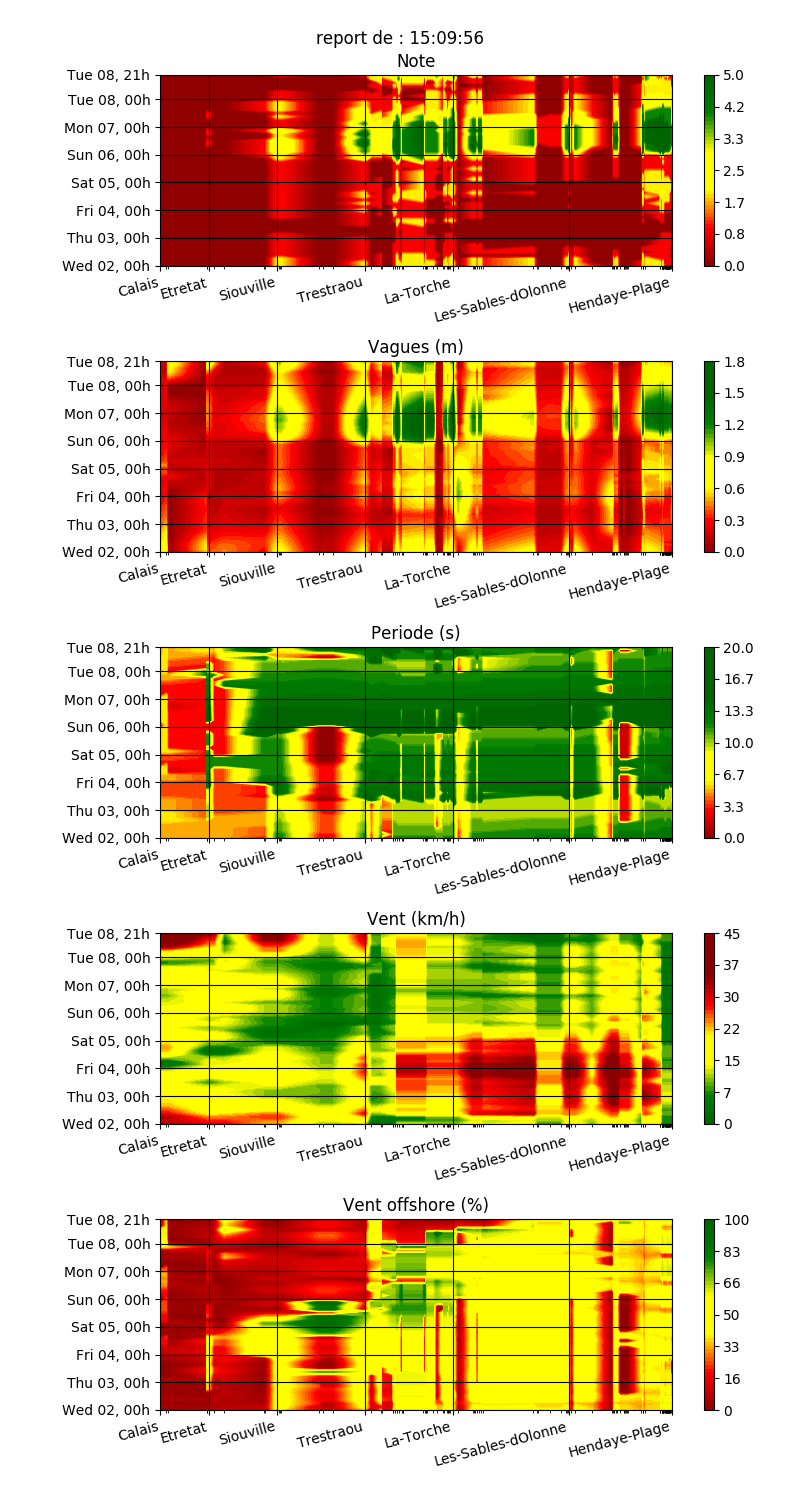 report de : 15:09:56
Note
Tue 08, 21h
Tue 08, 00h
Mon 07, 00h
Sun 06, 00h
Sat 05, 00h
Fri 04, 00h
Thu 03, 00h
Wed 02, 00h
5.0
4.2
3.3
2.5
1.7
0.8
0.0
Calais Etretat Siouville Trestraou La-Torche Les-Sables-dOlonne Hendaye-Plage
Vagues (m)
Tue 08, 21h
Tue 08, 00h
Mon 07, 00h
Sun 06, 00h
Sat 05, 00h
Fri 04, 00h
Thu 03, 00h
Wed 02, 00h
1.8
1.5
1.2
0.9
0.6
0.3
0.0
Calais Etretat Siouville Trestraou La-Torche Les-Sables-dOlonne Hendaye-Plage
Periode (s)
Tue 08, 21h
Tue 08, 00h
Mon 07, 00h
Sun 06, 00h
Sat 05, 00h
Fri 04, 00h
Thu 03, 00h
Wed 02, 00h
20.0
16.7
13.3
10.0
6.7
3.3
0.0
Calais Etretat Siouville Trestraou La-Torche Les-Sables-dOlonne Hendaye-Plage
Vent (km/h)
Tue 08, 21h
Tue 08, 00h
Mon 07, 00h
Sun 06, 00h
Sat 05, 00h
Fri 04, 00h
Thu 03, 00h
Wed 02, 00h
45
37
30
22
15
7
0
Calais Etretat Siouville Trestraou La-Torche Les-Sables-dOlonne Hendaye-Plage
Vent offshore (%)
Tue 08, 21h
Tue 08, 00h
Mon 07, 00h
Sun 06, 00h
Sat 05, 00h
Fri 04, 00h
Thu 03, 00h
Wed 02, 00h
100
83
66
50
33
16
0
Calais Etretat Siouville Trestraou La-Torche Les-Sables-dOlonne Hendaye-Plage